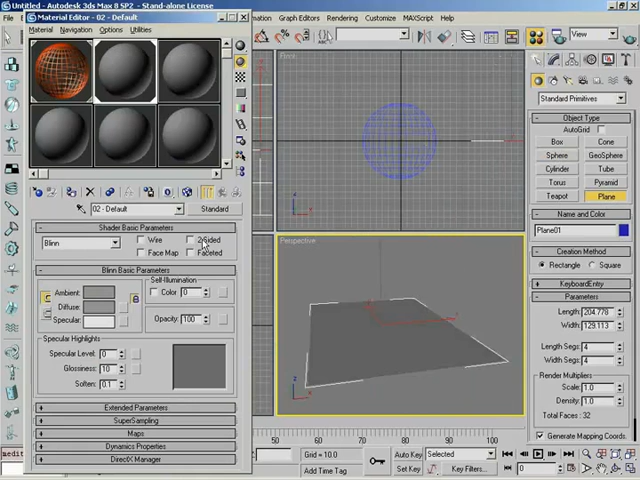 Untitled - Autodesk 3ds Max 8 SP2 - Stand-alone License
Material Editor - 02 - Default
Material Navigation Options Utilities
Animation Graph Editors Rendering Customize MAXScript Help
View
Front
Standard Primitives
Object Type
AutoGrid
Box Cone
Sphere GeoSphere
Cylinder Tube
Torus Pyramid
Teapot Plane
Name and Color
Plane01
Creation Method
Rectangle Square
KeyboardEntry
Parameters
Length: 204.778
Width: 129.113
Length Segs: 4
Width Segs: 4
Render Multipliers
Scale: 1.0
Density: 1.0
Total Faces: 32
Generate Mapping Coords.
02 - Default Standard
Shader Basic Parameters
Blinn Wire 2-Sided
Face Map Faceted
Blinn Basic Parameters
Self-Illumination
Ambient: Color 0
Diffuse:
Specular: Opacity: 100
Specular Highlights
Specular Level: 0
Glossiness: 10
Soften: 0.1
Extended Parameters
SuperSampling
Maps
Dynamics Properties
DirectX Manager
Perspective
z
z
50 60 70 80 90 100
Grid = 10.0
Add Time Tag
Auto Key Selected
Set Key Key Filters...
0